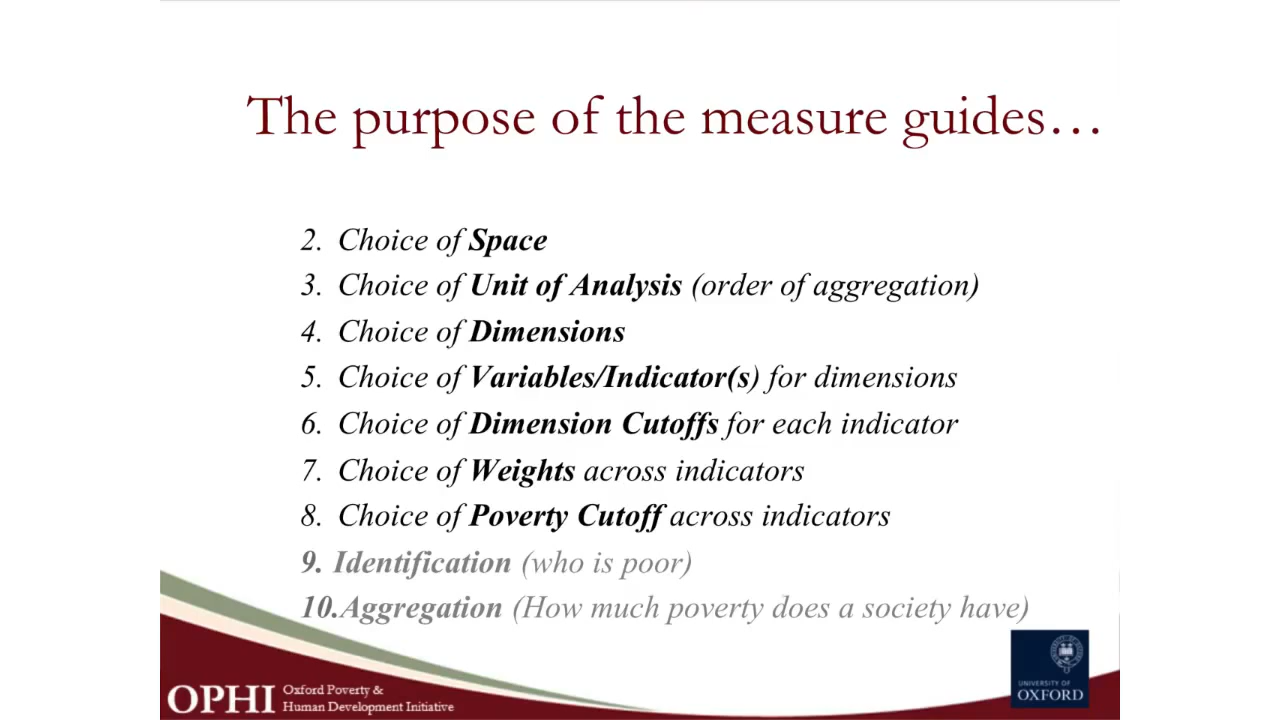 The purpose of the measure guides…
2. Choice of Space
3. Choice of Unit of Analysis (order of aggregation)
4. Choice of Dimensions
5. Choice of Variables/Indicator(s) for dimensions
6. Choice of Dimension Cutoffs for each indicator
7. Choice of Weights across indicators
8. Choice of Poverty Cutoff across indicators
9. Identification (who is poor)
10.Aggregation (How much poverty does a society have)
OPHI
Oxford Poverty &
Human Development Initiative
UNIVERSITY OF
OXFORD